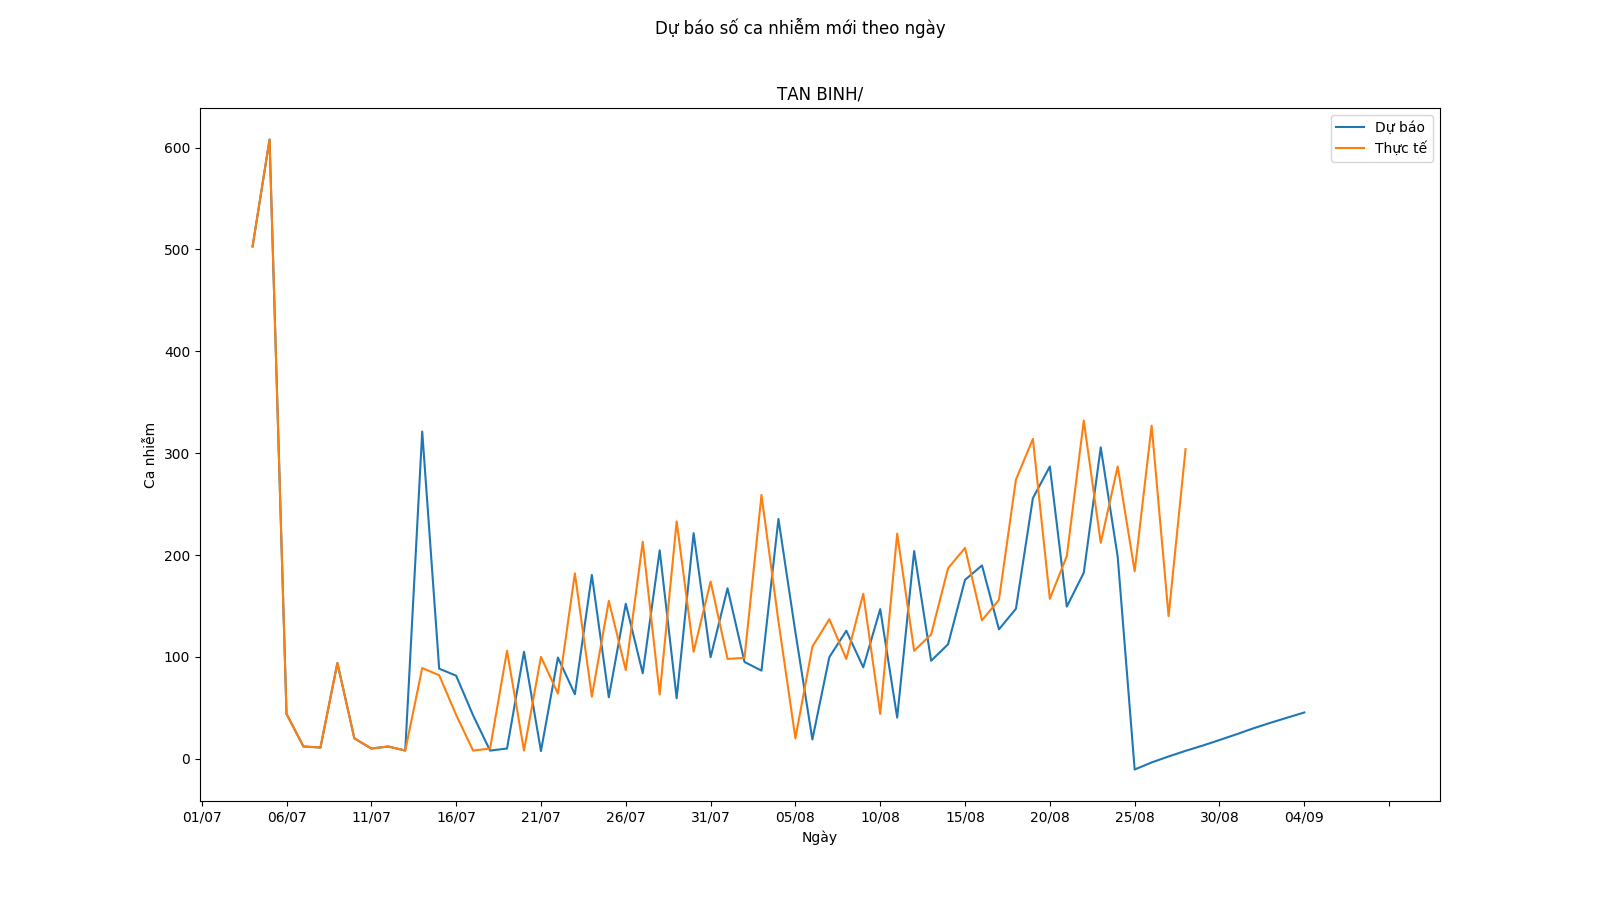 Dự báo số ca nhiễm mới theo ngày
TAN BINH/
Dự báo
Thực tế
Ca nhiễm
600
500
400
300
200
100
0
01/07 06/07 11/07 16/07 21/07 26/07 31/07 05/08 10/08 15/08 20/08 25/08 30/08 04/09
Ngày